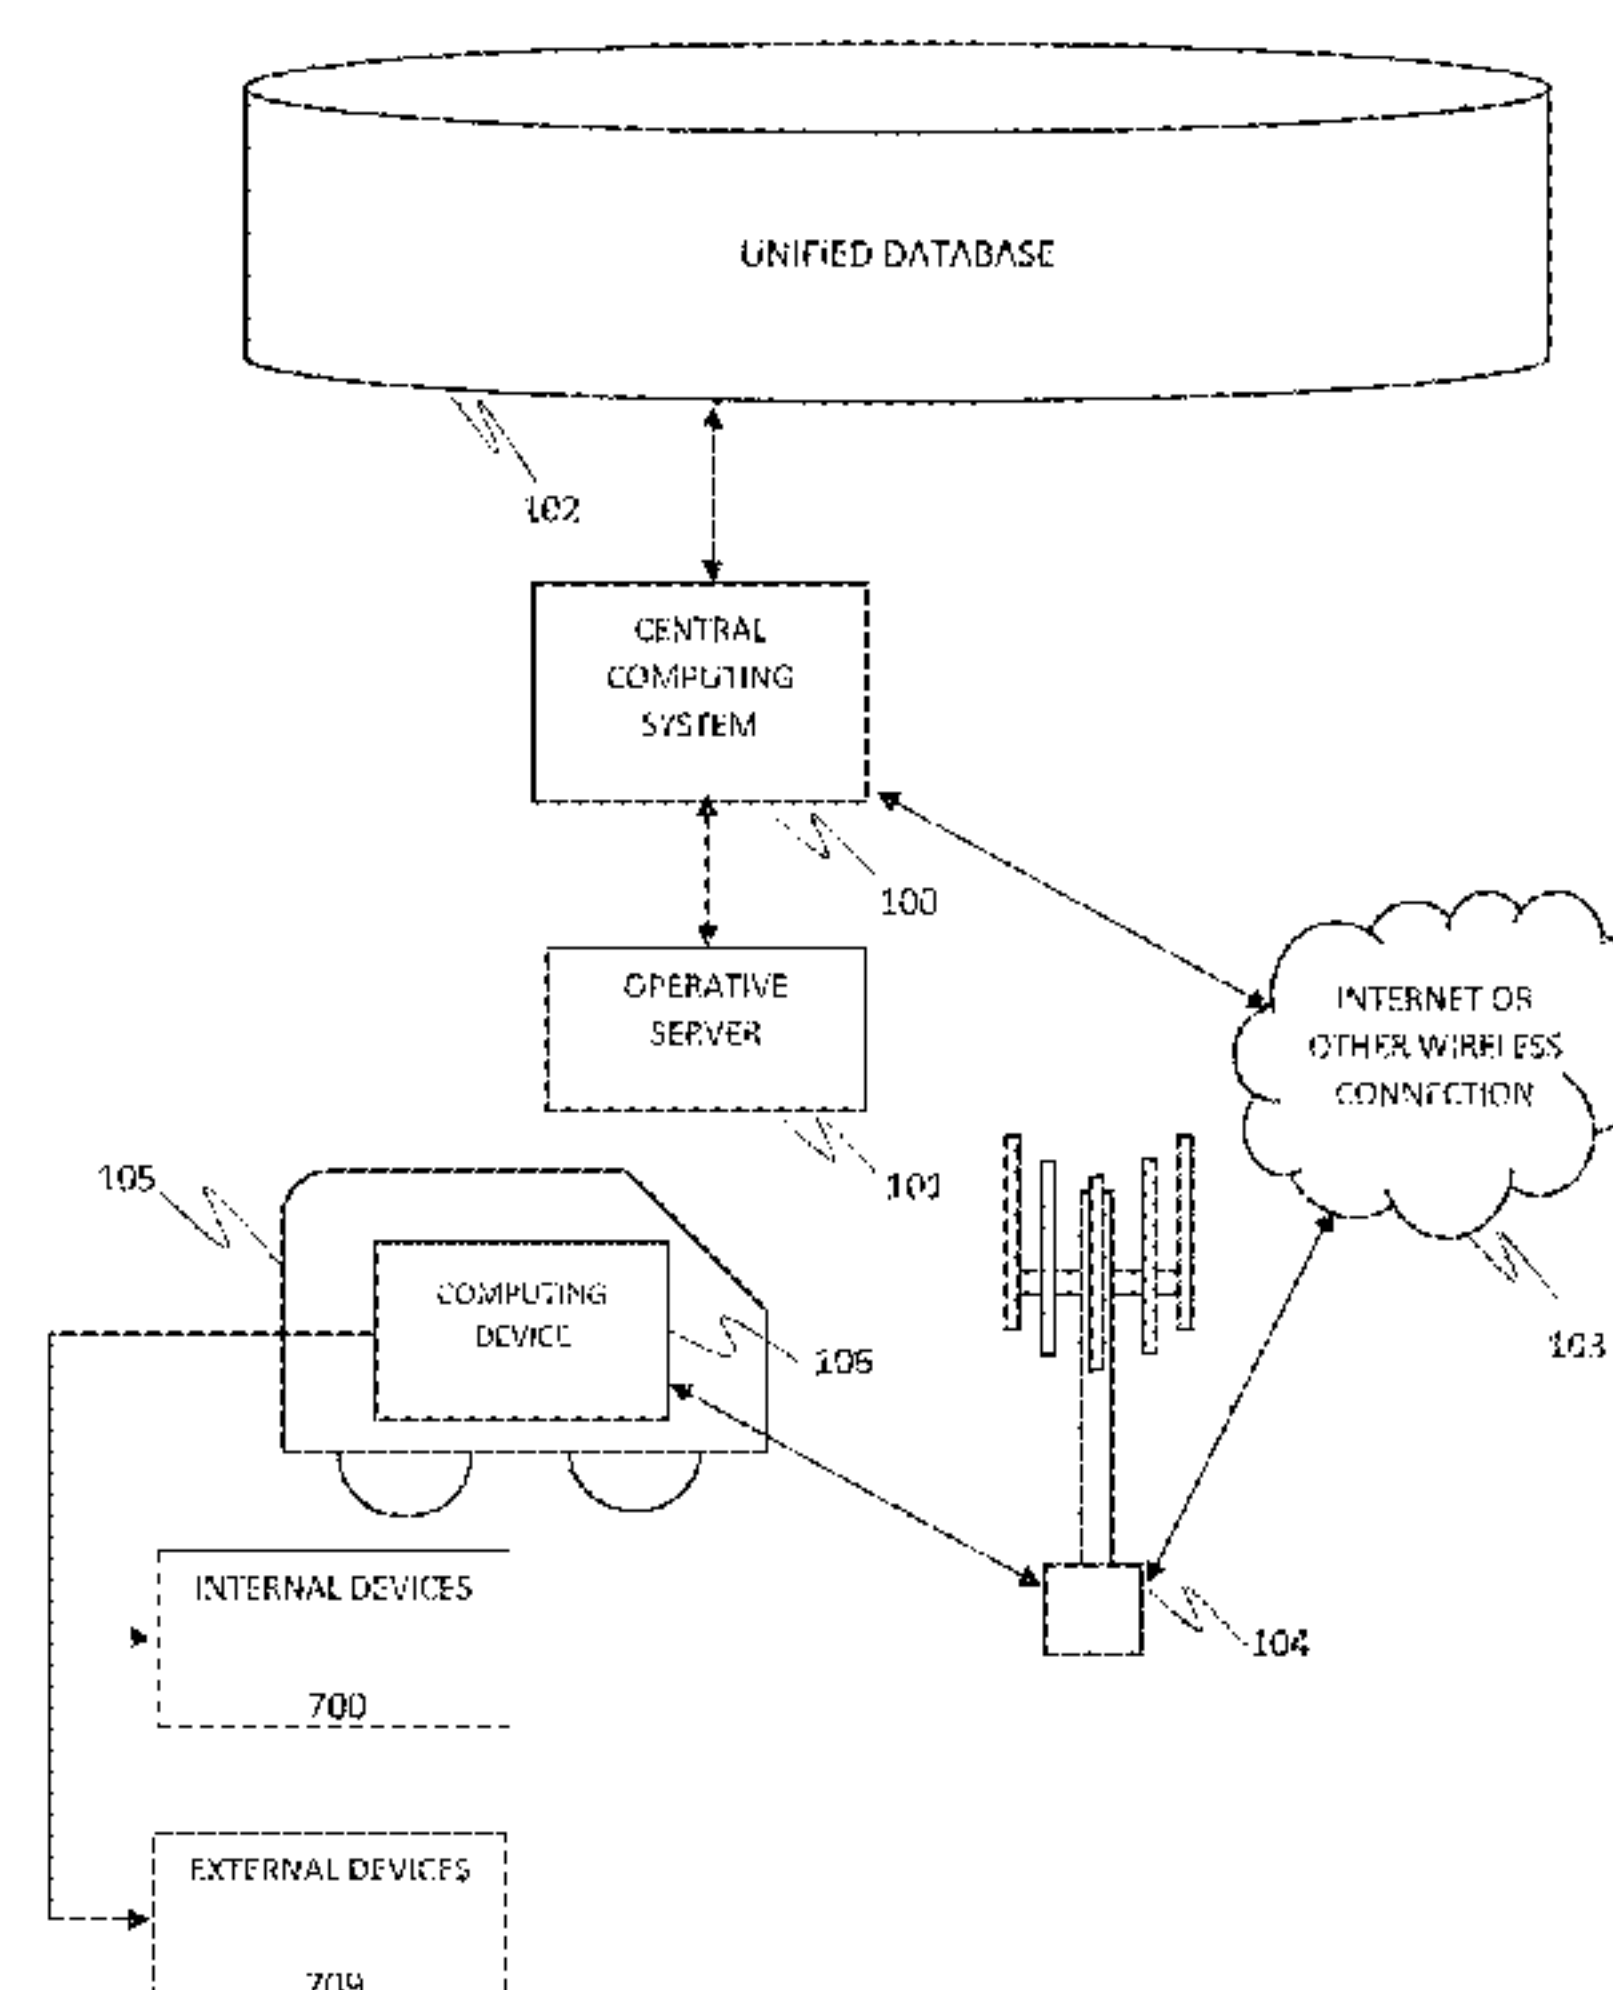 UNIFIED DATABASE
102
CENTRAL
COMPUTING
SYSTEM
100
OPERATIVE
SERVER
101
INTERNET OR
OTHER WIRELESS
CONNECTION
103
105
COMPUTING
DEVICE
106
104
INTERNAL DEVICES
700
EXTERNAL DEVICES
709